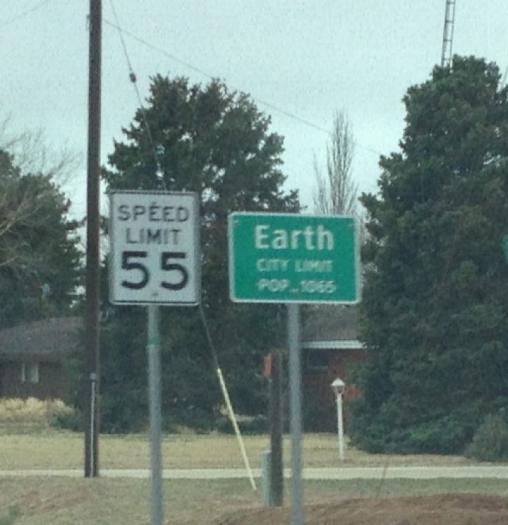 SPEED
LIMIT
55
Earth
CITY LIMIT
POP. 1065